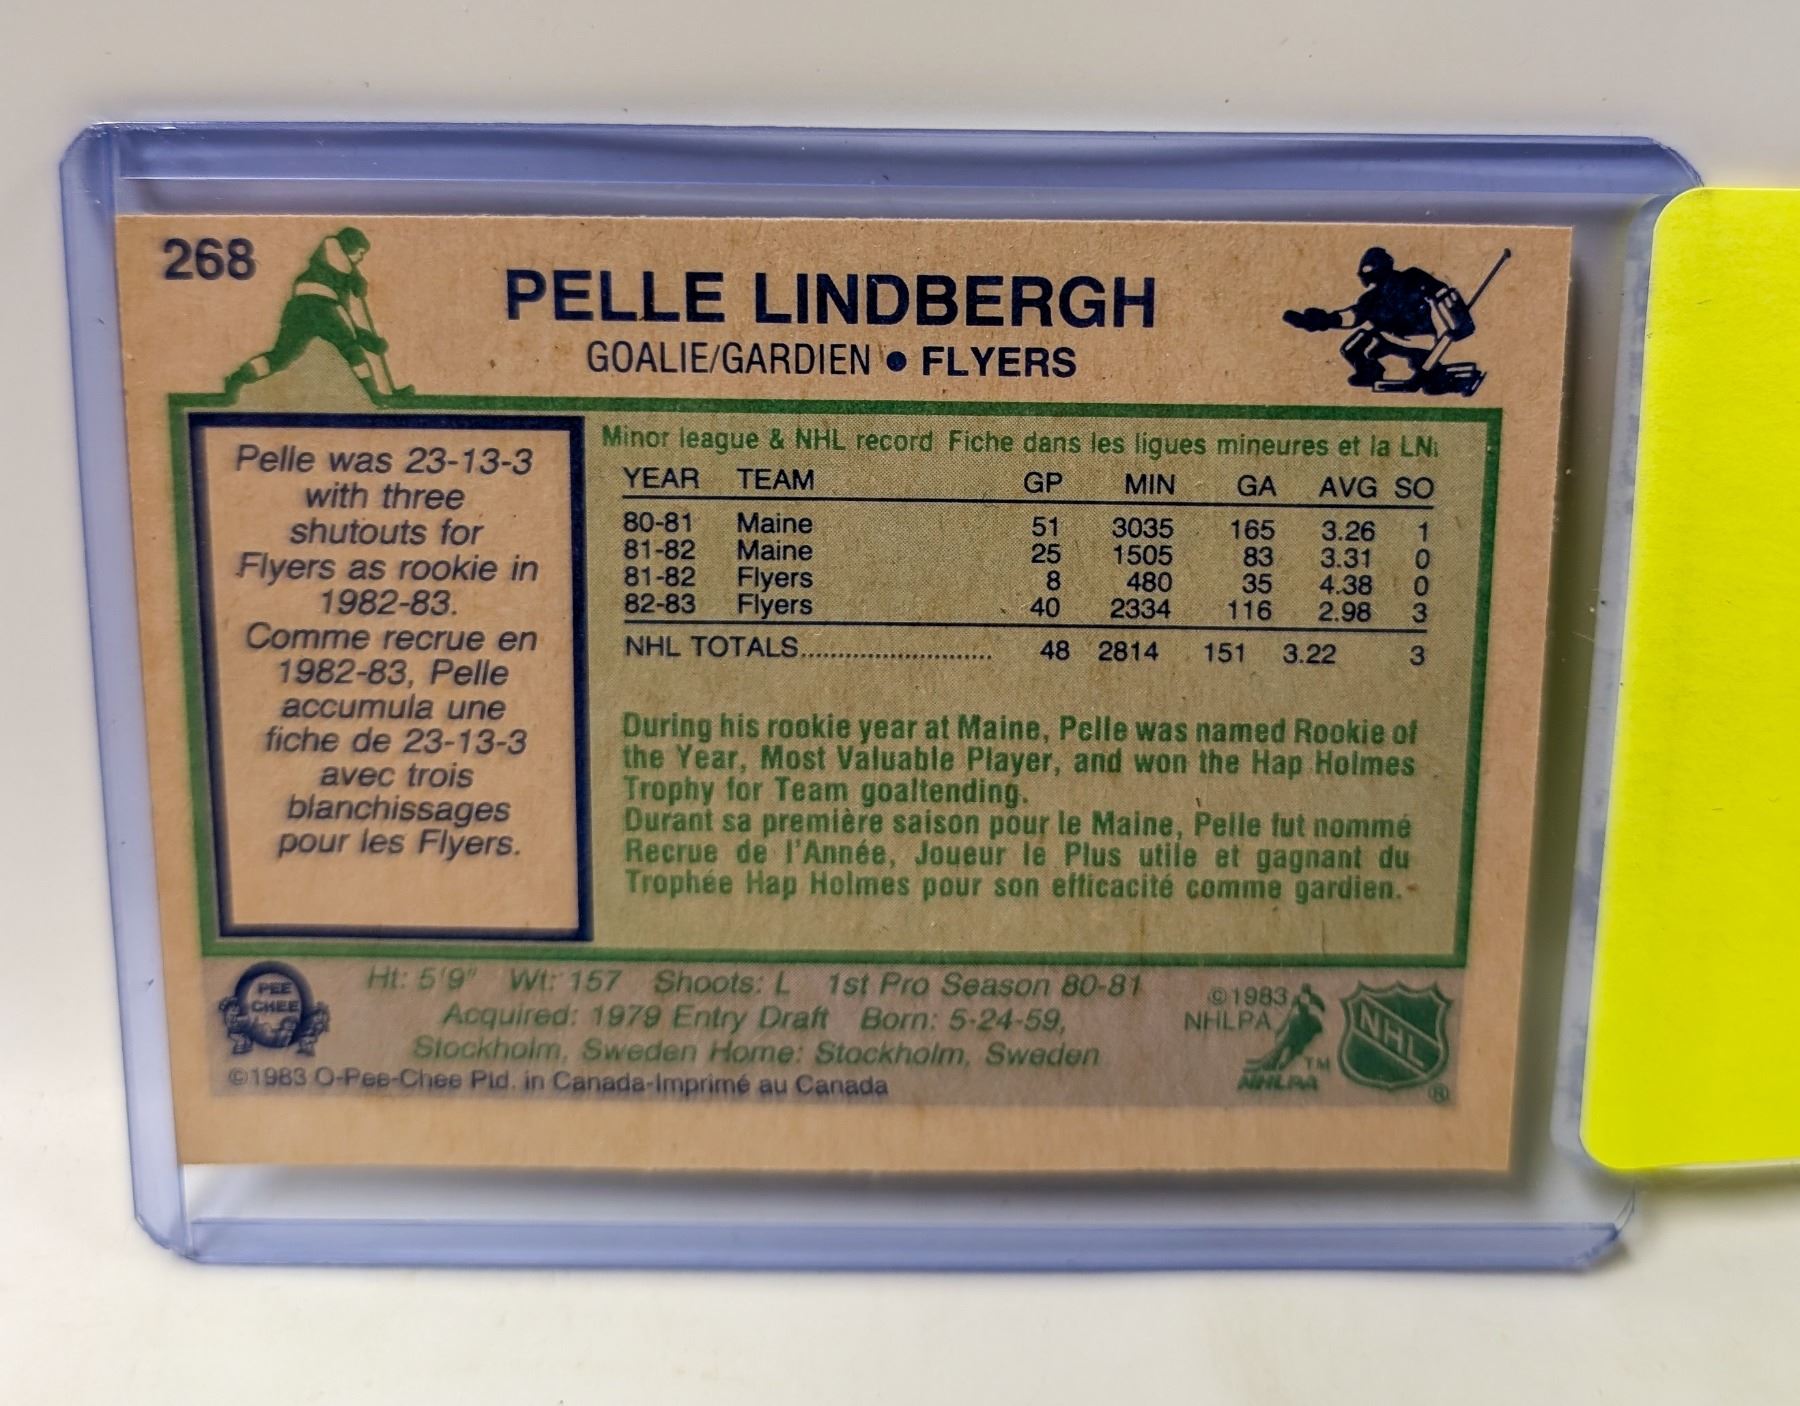 268
PELLE LINDBERGH
GOALIE/GARDIEN • FLYERS
Pelle was 23-13-3
with three
shutouts for
Flyers as rookie in
1982-83.
Comme recrue en
1982-83, Pelle
accumula une
fiche de 23-13-3
avec trois
blanchissages
pour les Flyers.
Minor league & NHL record Fiche dans les ligues mineures et la LN
YEAR TEAM GP MIN GA AVG SO
80-81 Maine 51 3035 165 3.26 1
81-82 Maine 25 1505 83 3.31 0
81-82 Flyers 8 480 35 4.38 0
82-83 Flyers 40 2334 116 2.98 3
NHL TOTALS........................... 48 2814 151 3.22 3
During his rookie year at Maine, Pelle was named Rookie of
the Year, Most Valuable Player, and won the Hap Holmes
Trophy for Team goaltending.
Durant sa première saison pour le Maine, Pelle fut nommé
Recrue de l'Année, Joueur le Plus utile et gagnant du
Trophée Hap Holmes pour son efficacité comme gardien.
PEE
CHEE
Ht: 5'9" Wt: 157 Shoots: L 1st Pro Season 80-81
Acquired: 1979 Entry Draft Born: 5-24-59,
Stockholm, Sweden Home: Stockholm, Sweden
©1983 O-Pee-Chee Ptd. in Canada-Imprimé au Canada
©1983
NHLPA
TM
NHLPA
NHL
®